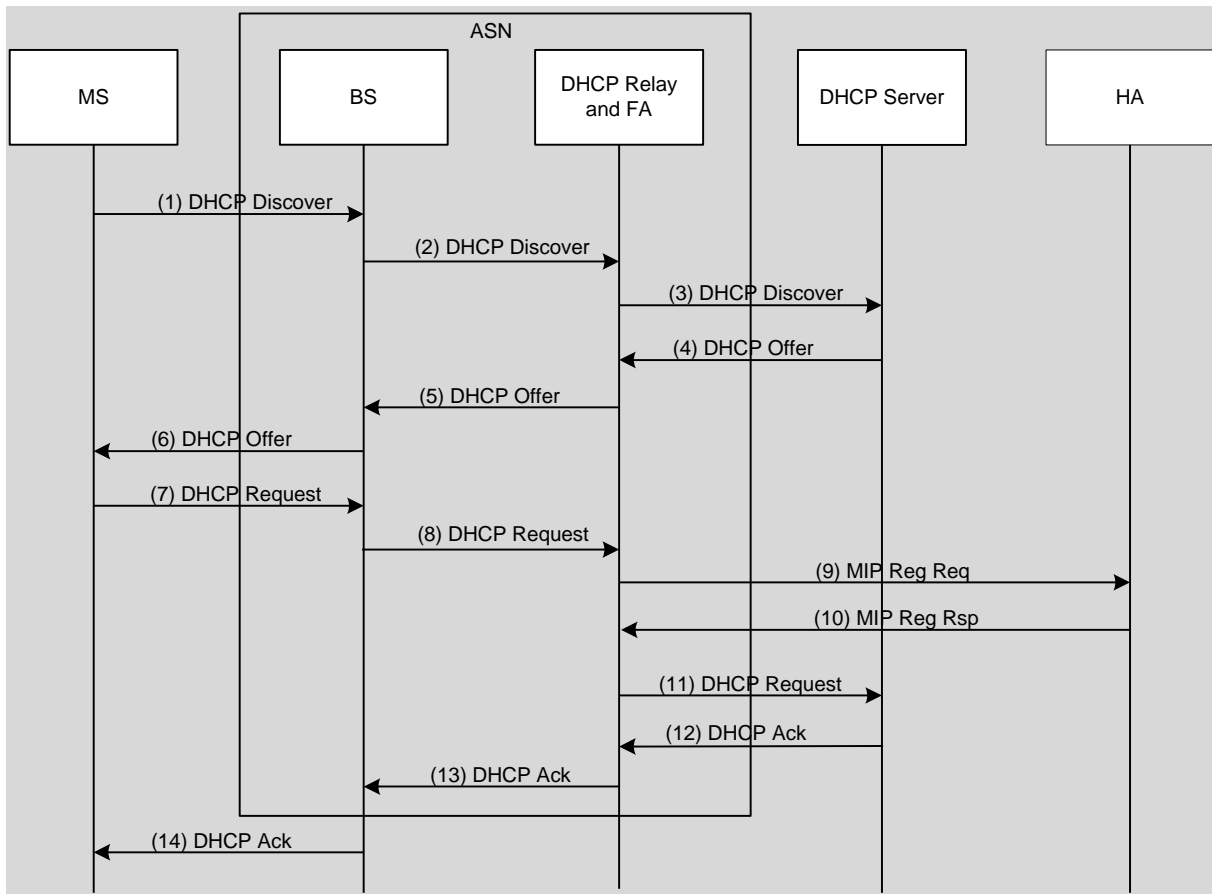 ASN
MS
BS
DHCP Relay
and FA
DHCP Server
HA
(1) DHCP Discover
(2) DHCP Discover
(3) DHCP Discover
(4) DHCP Offer
(5) DHCP Offer
(6) DHCP Offer
(7) DHCP Request
(8) DHCP Request
(9) MIP Reg Req
(10) MIP Reg Rsp
(11) DHCP Request
(12) DHCP Ack
(13) DHCP Ack
(14) DHCP Ack